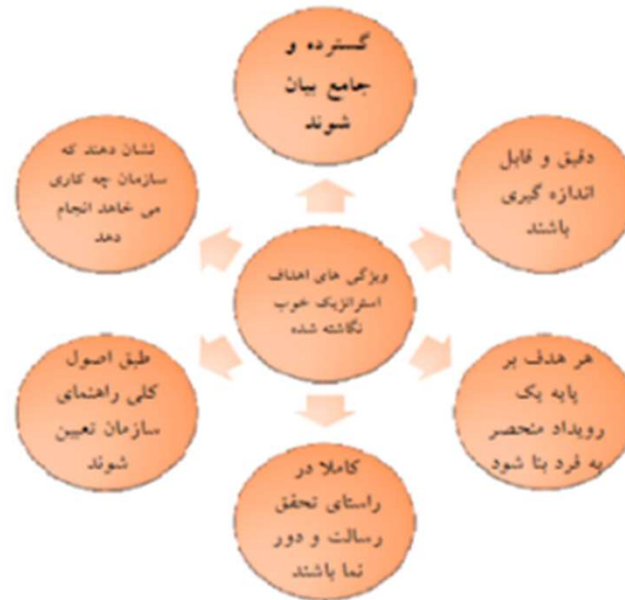 گسترده و
جامع بیان
شوند
دقیق و قابل
اندازه گیری
باشند
هر هدف بر
پایه یک
رویداد منحصر
به فرد بنا شود
کاملا در
راستای تحقق
رسالت و دور
نما باشند
طبق اصول
کلی راهنمای
سازمان تعیین
شوند
نشان دهند که
سازمان چه کاری
می خاهد انجام
دهد
ویژگی های اهداف
استراتژیک خوب
نگاشته شده